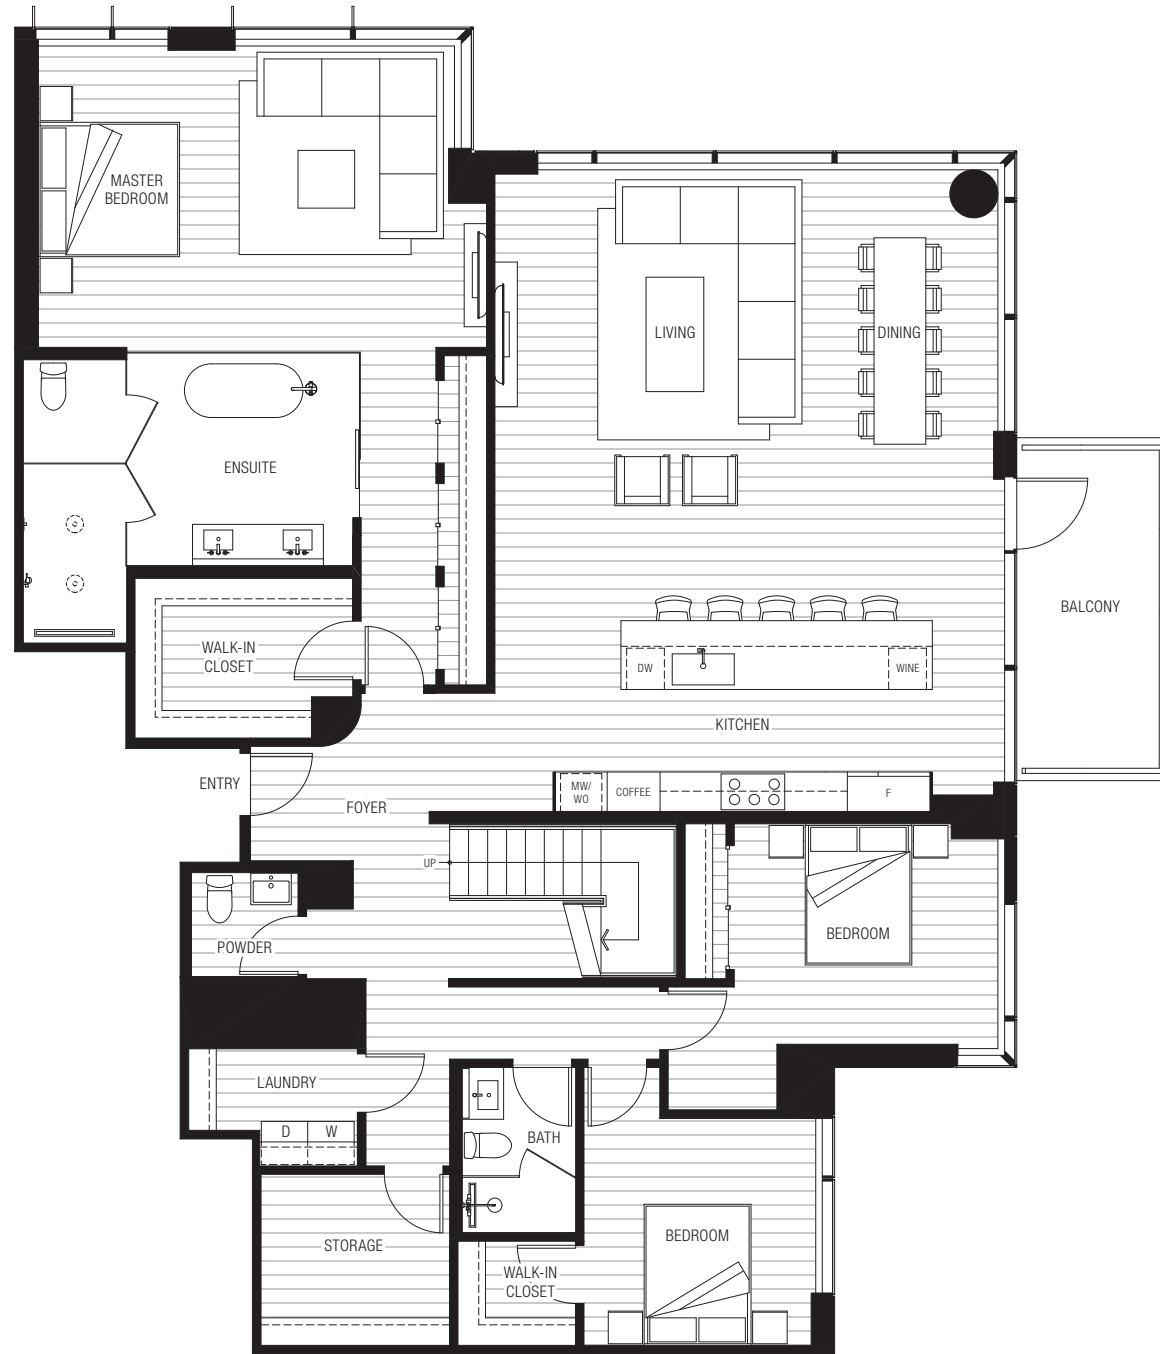 MASTER
BEDROOM
LIVING
DINING
ENSUITE
BALCONY
WALK-IN
CLOSET
DW
WINE
KITCHEN
ENTRY
FOYER
MW/
WO
COFFEE
F
UP
POWDER
BEDROOM
LAUNDRY
D
W
BATH
STORAGE
BEDROOM
WALK-IN
CLOSET